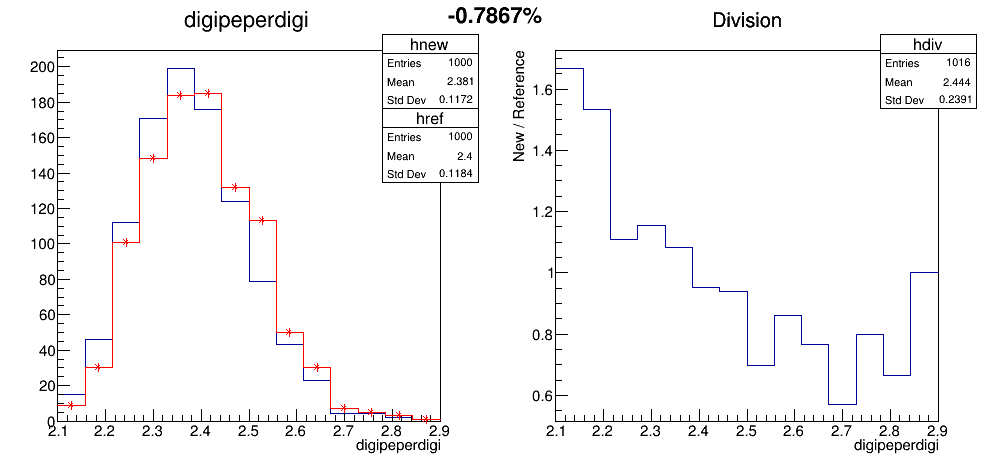 digipeperdigi
-0.7867%
Division
hnew
Entries 1000
Mean 2.381
Std Dev 0.1172
href
Entries 1000
Mean 2.4
Std Dev 0.1184
200
180
160
140
120
100
80
60
40
20
0
2.1 2.2 2.3 2.4 2.5 2.6 2.7 2.8 2.9
digipeperdigi
hdiv
Entries 1016
Mean 2.444
Std Dev 0.2391
New / Reference
1.6
1.4
1.2
1
0.8
0.6
2.1 2.2 2.3 2.4 2.5 2.6 2.7 2.8 2.9
digipeperdigi